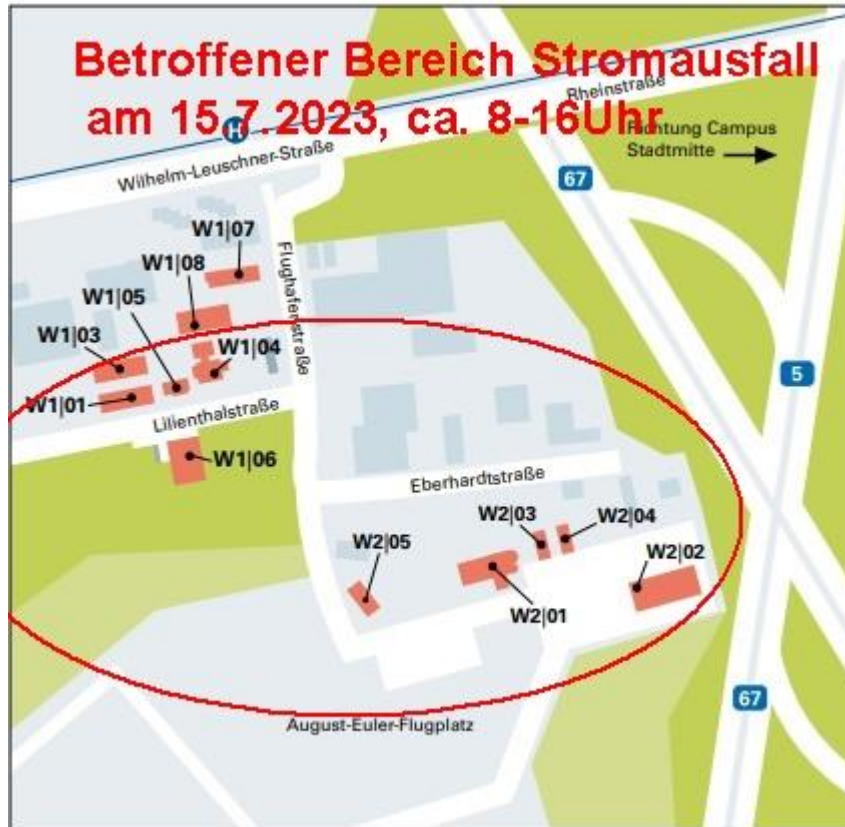 Betroffener Bereich Stromausfall
am 15.7.2023, ca. 8-16Uhr
Rheinstraße
H
Richtung Campus
Stadtmitte
Wilhelm-Leuschner-Straße
67
W1|07
Flughafenstraße
W1|08
W1|05
W1|03
W1|04
5
W1|01
Lilienthalstraße
W1|06
Eberhardtstraße
W2|03
W2|04
W2|05
W2|02
W2|01
67
August-Euler-Flugplatz